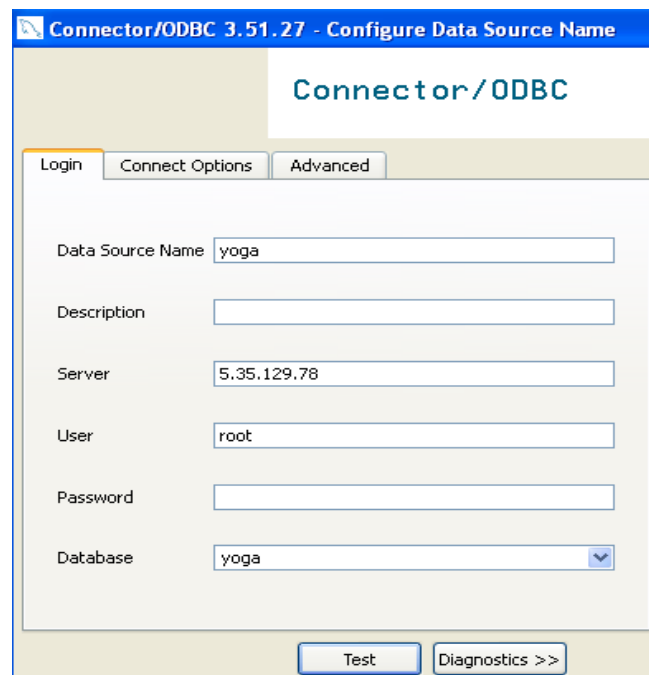 Connector/ODBC 3.51.27 - Configure Data Source Name
Connector/ODBC
Login Connect Options Advanced
Data Source Name yoga
Description
Server 5.35.129.78
User root
Password
Database yoga
Test Diagnostics >>